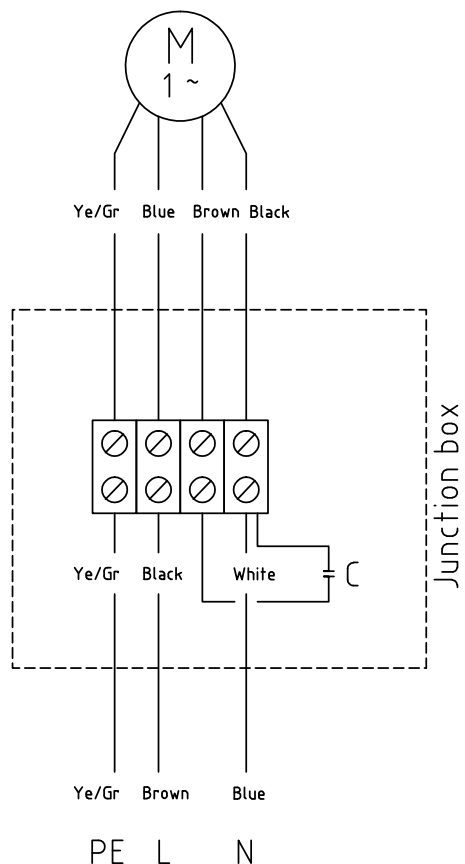 M
1 ~
Ye/Gr Blue Brown Black
Junction box
Ye/Gr Black White C
Ye/Gr Brown Blue
PE L N